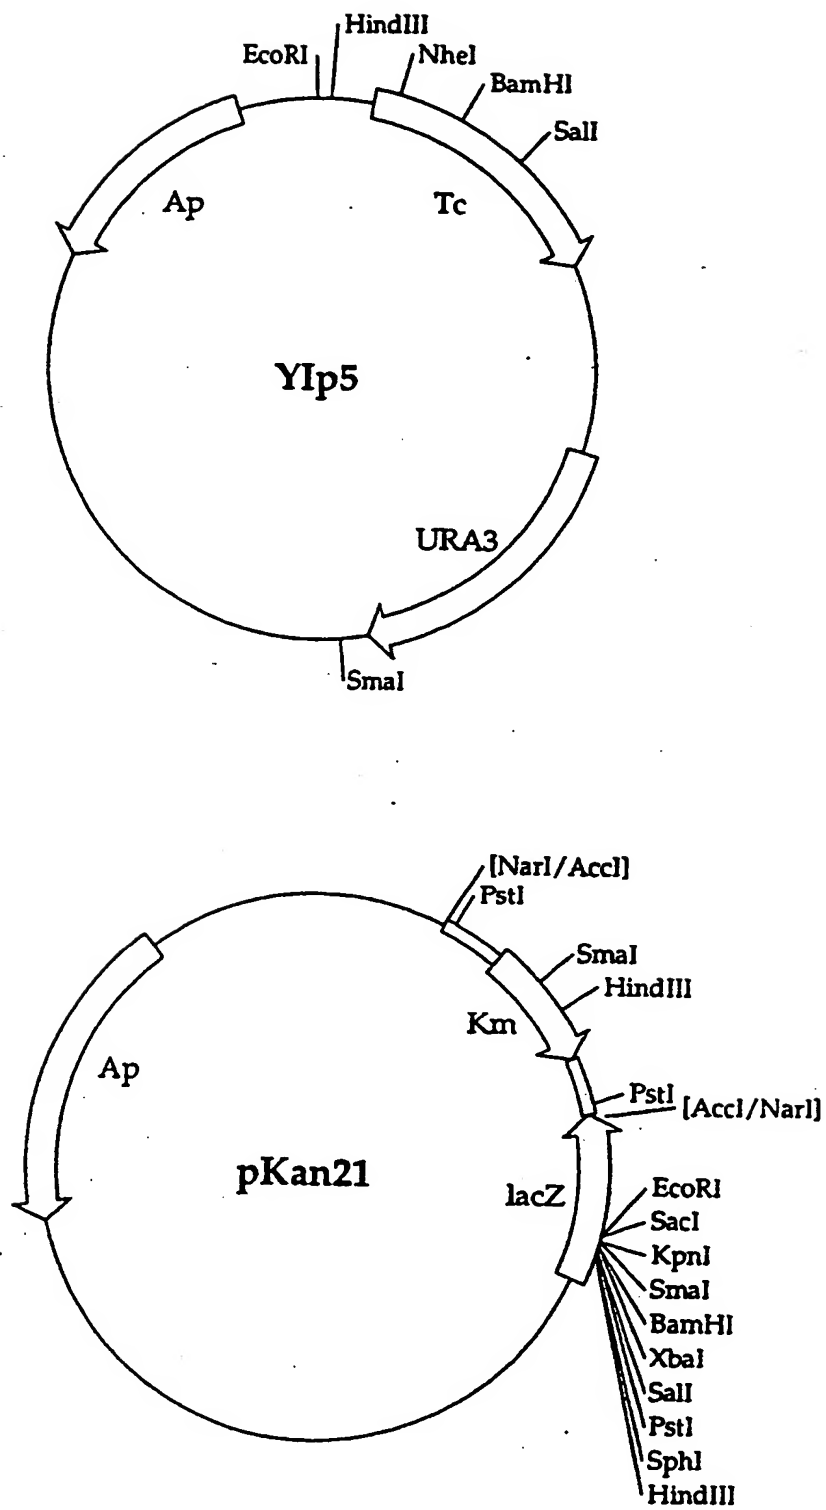 HindIII
EcoRI
NheI
BamHI
SalI
Ap
Tc
YIp5
URA3
SmaI
[NarI/AccI]
PstI
SmaI
HindIII
Km
Ap
PstI
[AccI/NarI]
pKan21
lacZ
EcoRI
SacI
KpnI
SmaI
BamHI
XbaI
SalI
PstI
SphI
HindIII